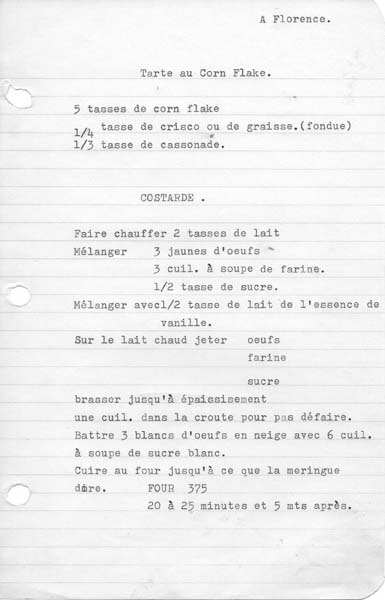 A Florence.
Tarte au Corn Flake.
5 tasses de corn flake
1/4 tasse de crisco ou de graisse.(fondue)
1/3 tasse de cassonade.
COSTARDE .
Faire chauffer 2 tasses de lait
Mélanger 3 jaunes d'oeufs
3 cuil. à soupe de farine.
1/2 tasse de sucre.
Mélanger avec1/2 tasse de lait de l'essence de
vanille.
Sur le lait chaud jeter oeufs
farine
sucre
brasser jusqu'à épaissisement
une cuil. dans la croute pour pas défaire.
Battre 3 blancs d'oeufs en neige avec 6 cuil.
à soupe de sucre blanc.
Cuire au four jusqu'à ce que la meringue
dore. FOUR 375
20 à 25 minutes et 5 mts après.